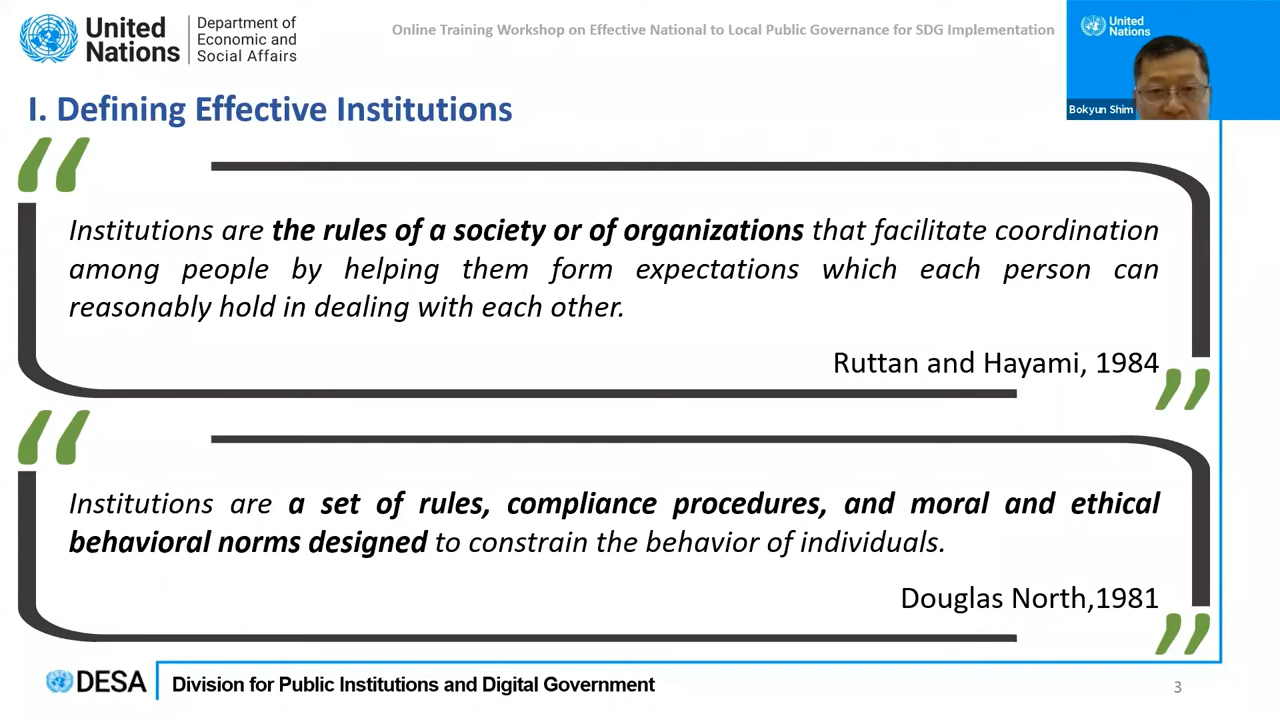 United
Nations
Department of
Economic and
Social Affairs
Online Training Workshop on Effective National to Local Public Governance for SDG Implementation
United
Nations
Bokyun Shim
I. Defining Effective Institutions
“
Institutions are the rules of a society or of organizations that facilitate coordination
among people by helping them form expectations which each person can
reasonably hold in dealing with each other.
Ruttan and Hayami, 1984
”
“
Institutions are a set of rules, compliance procedures, and moral and ethical
behavioral norms designed to constrain the behavior of individuals.
Douglas North,1981
”
DESA
Division for Public Institutions and Digital Government
3